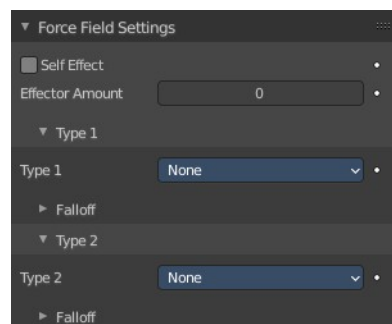 Force Field Settings
Self Effect
Effector Amount 0
Type 1
Type 1 None
Falloff
Type 2
Type 2 None
Falloff